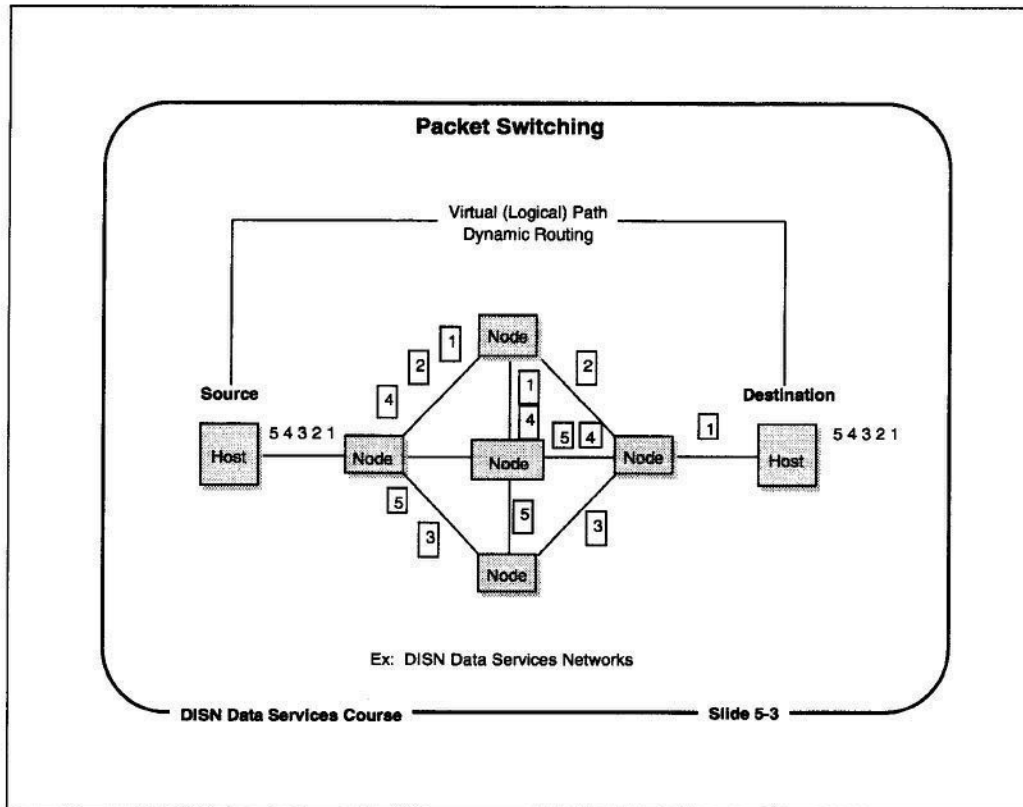 Packet Switching
Virtual (Logical) Path
Dynamic Routing
Node
1
2
2
Source
4
1
4
Destination
Host
5 4 3 2 1
Node
Node
5
4
Node
1
Host
5 4 3 2 1
5
3
5
3
Node
Ex: DISN Data Services Networks
DISN Data Services Course
Slide 5-3